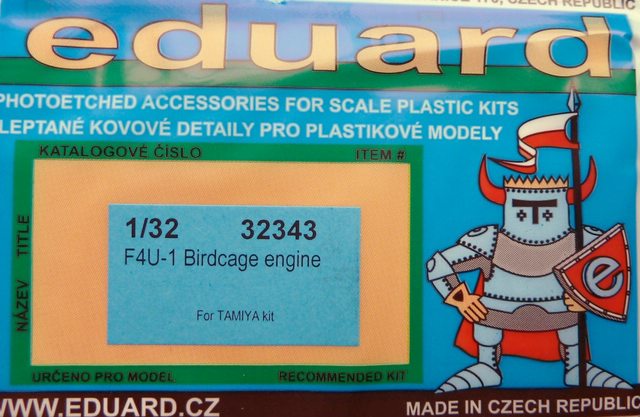 CZECH REPUBLIC
eduard
PHOTOETCHED ACCESSORIES FOR SCALE PLASTIC KITS
LEPTANÉ KOVOVÉ DETAILY PRO PLASTIKOVÉ MODELY
KATALOGOVÉ ČÍSLO ITEM #
NÁZEV TITLE
1/32 32343
F4U-1 Birdcage engine
For TAMIYA kit
e
URČENO PRO MODEL RECOMMENDED KIT
WWW.EDUARD.CZ MADE IN CZECH REPUBLIC